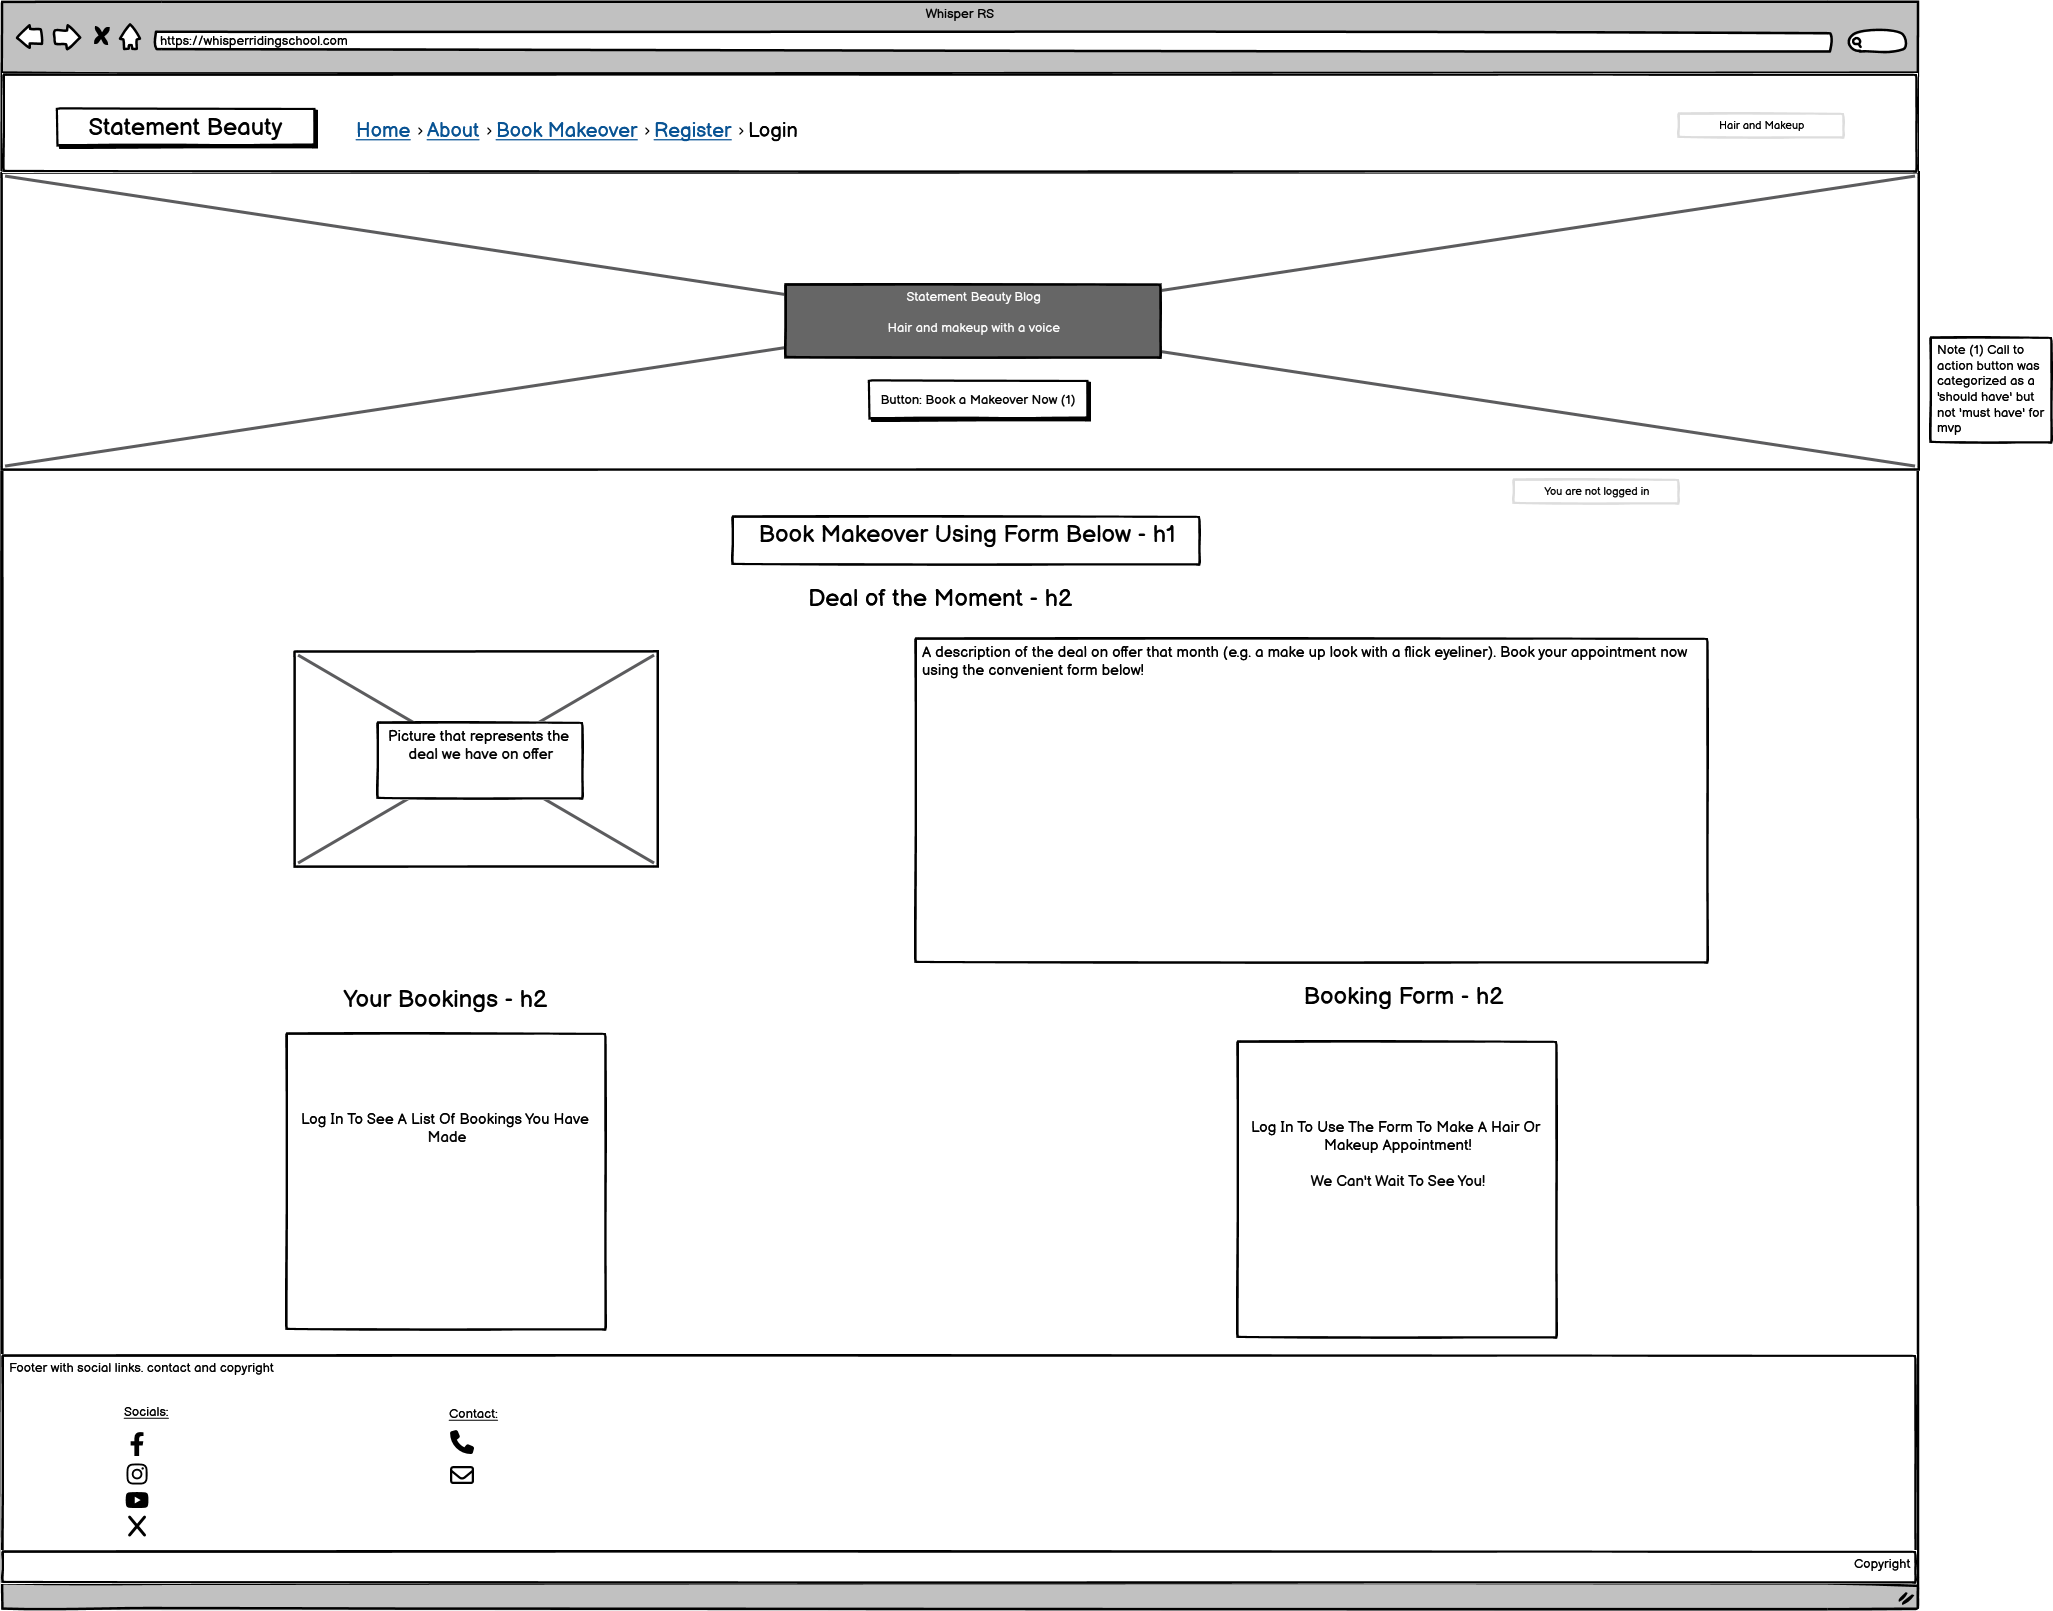 Whisper RS
https://whisperridingschool.com
Statement Beauty
Home › About › Book Makeover › Register › Login
Hair and Makeup
Statement Beauty Blog
Hair and makeup with a voice
Button: Book a Makeover Now (1)
Note (1) Call to
action button was
categorized as a
'should have' but
not 'must have' for
mvp
You are not logged in
Book Makeover Using Form Below - h1
Deal of the Moment - h2
Picture that represents the
deal we have on offer
A description of the deal on offer that month (e.g. a make up look with a flick eyeliner). Book your appointment now
using the convenient form below!
Your Bookings - h2
Log In To See A List Of Bookings You Have
Made
Booking Form - h2
Log In To Use The Form To Make A Hair Or
Makeup Appointment!
We Can't Wait To See You!
Footer with social links. contact and copyright
Socials:
Contact:
Copyright